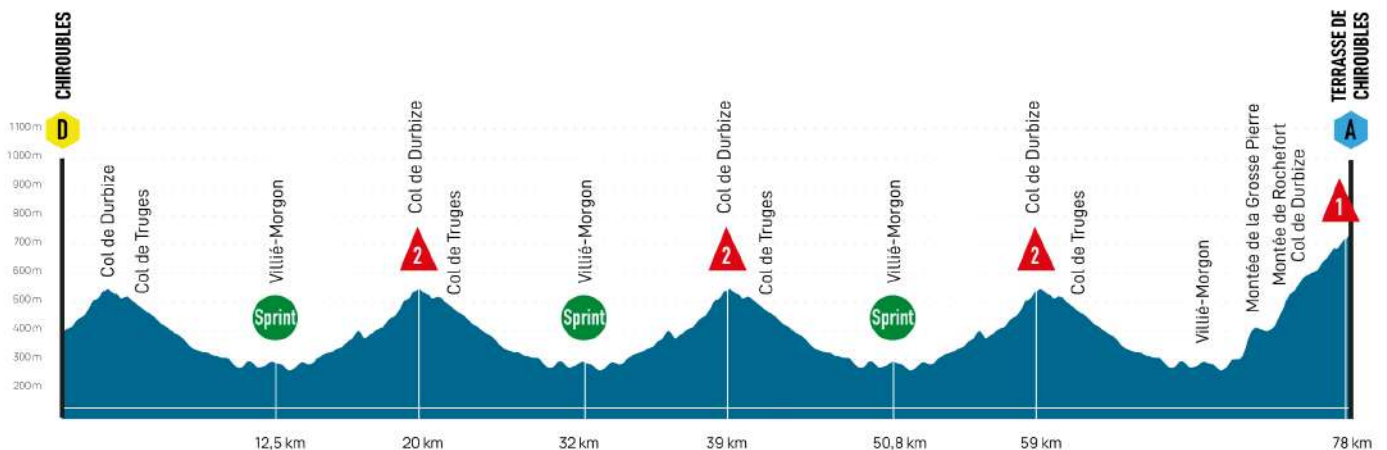 CHIROUBLES
D
1100m
1000m
900m
800m
700m
600m
500m
400m
300m
200m
Col de Durbize
Col de Truges
Villié-Morgon
Sprint
Col de Durbize
2
Col de Truges
Villié-Morgon
Sprint
Col de Durbize
2
Col de Truges
Villié-Morgon
Sprint
Col de Durbize
2
Col de Truges
Villié-Morgon
Montée de la Grosse Pierre
Montée de Rochefort
Col de Durbize
TERRASSE DE
CHIROUBLES
A
1
12,5 km
20 km
32 km
39 km
50,8 km
59 km
78 km